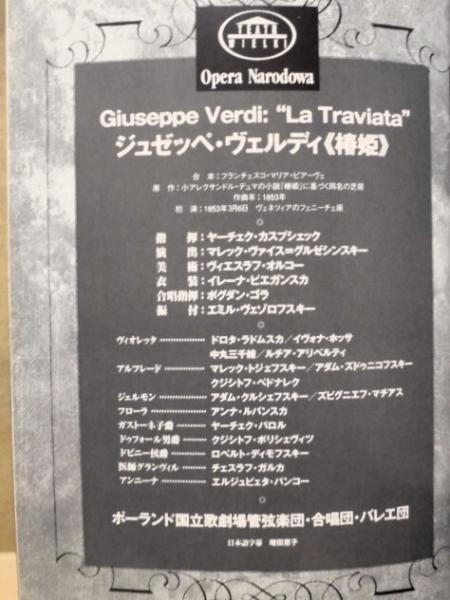 TEATR
WIELKI
Opera Narodowa
Giuseppe Verdi: “La Traviata”
ジュゼッペ・ヴェルディ《椿姫》
台 本：フランチェスコ・マリア・ピアーヴェ
原 作：小アレクサンドル・デュマの小説「椿姫」に基づく同名の芝居
作曲年：1853年
初 演：1853年3月6日 ヴェネツィアのフェニーチェ座
指 揮：ヤーチェク・カスプシェック
演 出：マレック・ヴァイス＝グルゼシンスキー
美 術：ヴィエスラフ・オルコー
衣 装：イレーナ・ビエガンスカ
合唱指揮：ボグダン・ゴラ
振 付：エミル・ヴェゾロフスキー
ヴィオレッタ ………… ドロタ・ラドムスカ／イヴォナ・ホッサ
中丸三千繪／ルチア・アリベルティ
アルフレード ………… マレック・トジェフスキー／アダム・ズドゥニコフスキー
クジシトフ・ベドナレク
ジェルモン ………… アダム・クルシェフスキー／ズビグニエフ・マチアス
フローラ ………… アンナ・ルバンスカ
ガストーネ子爵 ………… ヤーチェク・パロル
ドゥフォール男爵 ………… クジシトフ・ボリシェヴィツ
ドビニー侯爵 ………… ロベルト・ディモフスキー
医師グランヴィル ………… チェスラフ・ガルカ
アンニーナ ………… エルジュビェタ・パンコー
ポーランド国立歌劇場管弦楽団・合唱団・バレエ団
日本語字幕 増田恵子